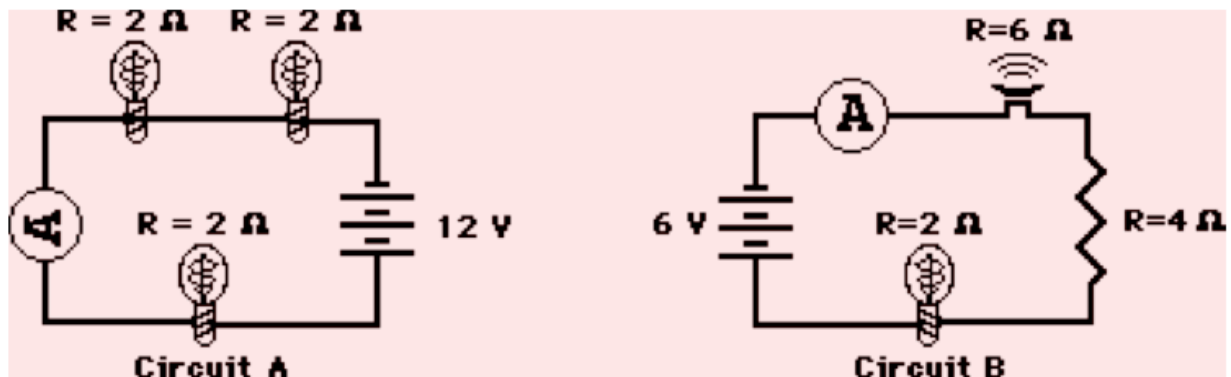 R = 2 Ω R = 2 Ω
R=6 Ω
A
A
R = 2 Ω
12 V
6 V
R=2 Ω
R=4 Ω
Circuit A
Circuit B